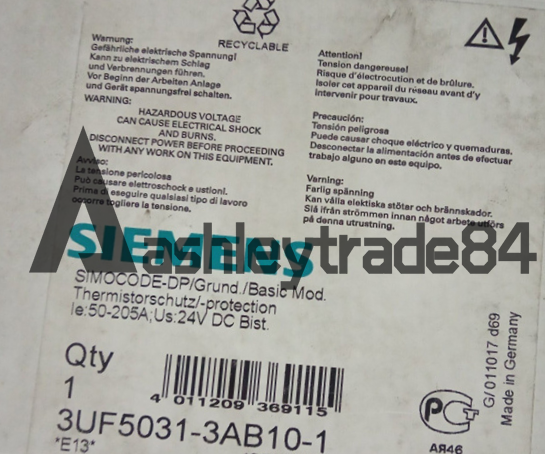 RECYCLABLE
Warnung:
Gefährliche elektrische Spannung!
Kann zu elektrischem Schlag
und Verbrennungen führen.
Vor Beginn der Arbeiten Anlage
und Gerät spannungsfrei schalten.
WARNING:
HAZARDOUS VOLTAGE
CAN CAUSE ELECTRICAL SHOCK
AND BURNS.
DISCONNECT POWER BEFORE PROCEEDING
WITH ANY WORK ON THIS EQUIPMENT.
Avviso:
La tensione pericolosa
Può causare elettroshock e ustioni.
Prima di eseguire qualsiasi tipo di lavoro
occorre togliere la tensione.
Attention!
Tension dangereuse!
Risque d'électrocution et de brûlure.
Isoler cet appareil du réseau avant d'y
intervenir pour travaux.
Precaución:
Tensión peligrosa
Puede causar choque eléctrico y quemaduras.
Desconectar la alimentación antes de efectuar
trabajo alguno en este equipo.
Varning:
Farlig spänning
Kan välla elektiska stötar och brännskador.
Slå ifrån strömmen innan något arbete utförs
på denna utrustning.
SIEMENS
Aashleytrade84
SIMOCODE-DP/Grund./Basic Mod.
Thermistorschutz/-protection
Ie:50-205A;Us:24V DC Bist.
Qty
1
4 011209 369115
3UF5031-3AB10-1
*E13*
G/ 011017 d69
Made in Germany
PC
АЯ46